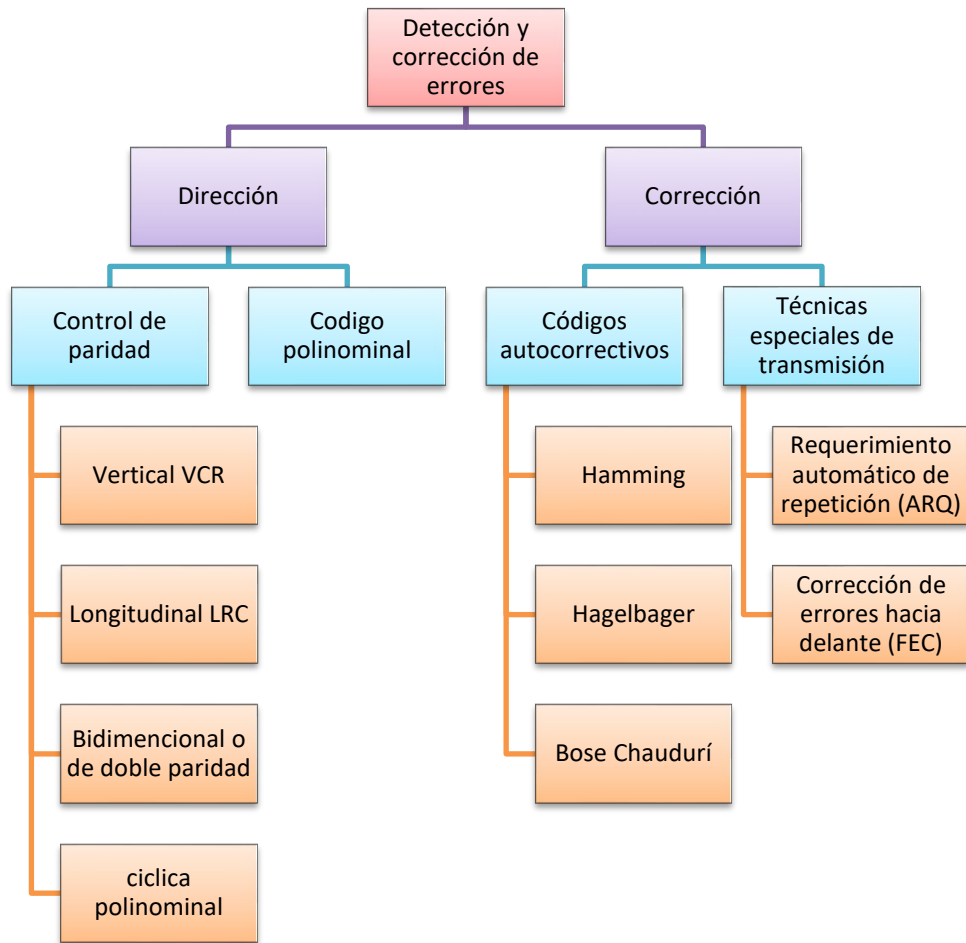 Detección y
corrección de
errores
Dirección
Corrección
Control de
paridad
Codigo
polinominal
Códigos
autocorrectivos
Técnicas
especiales de
transmisión
Vertical VCR
Longitudinal LRC
Bidimencional o
de doble paridad
ciclica
polinominal
Hamming
Hagelbager
Bose Chaudurí
Requerimiento
automático de
repetición (ARQ)
Corrección de
errores hacia
delante (FEC)